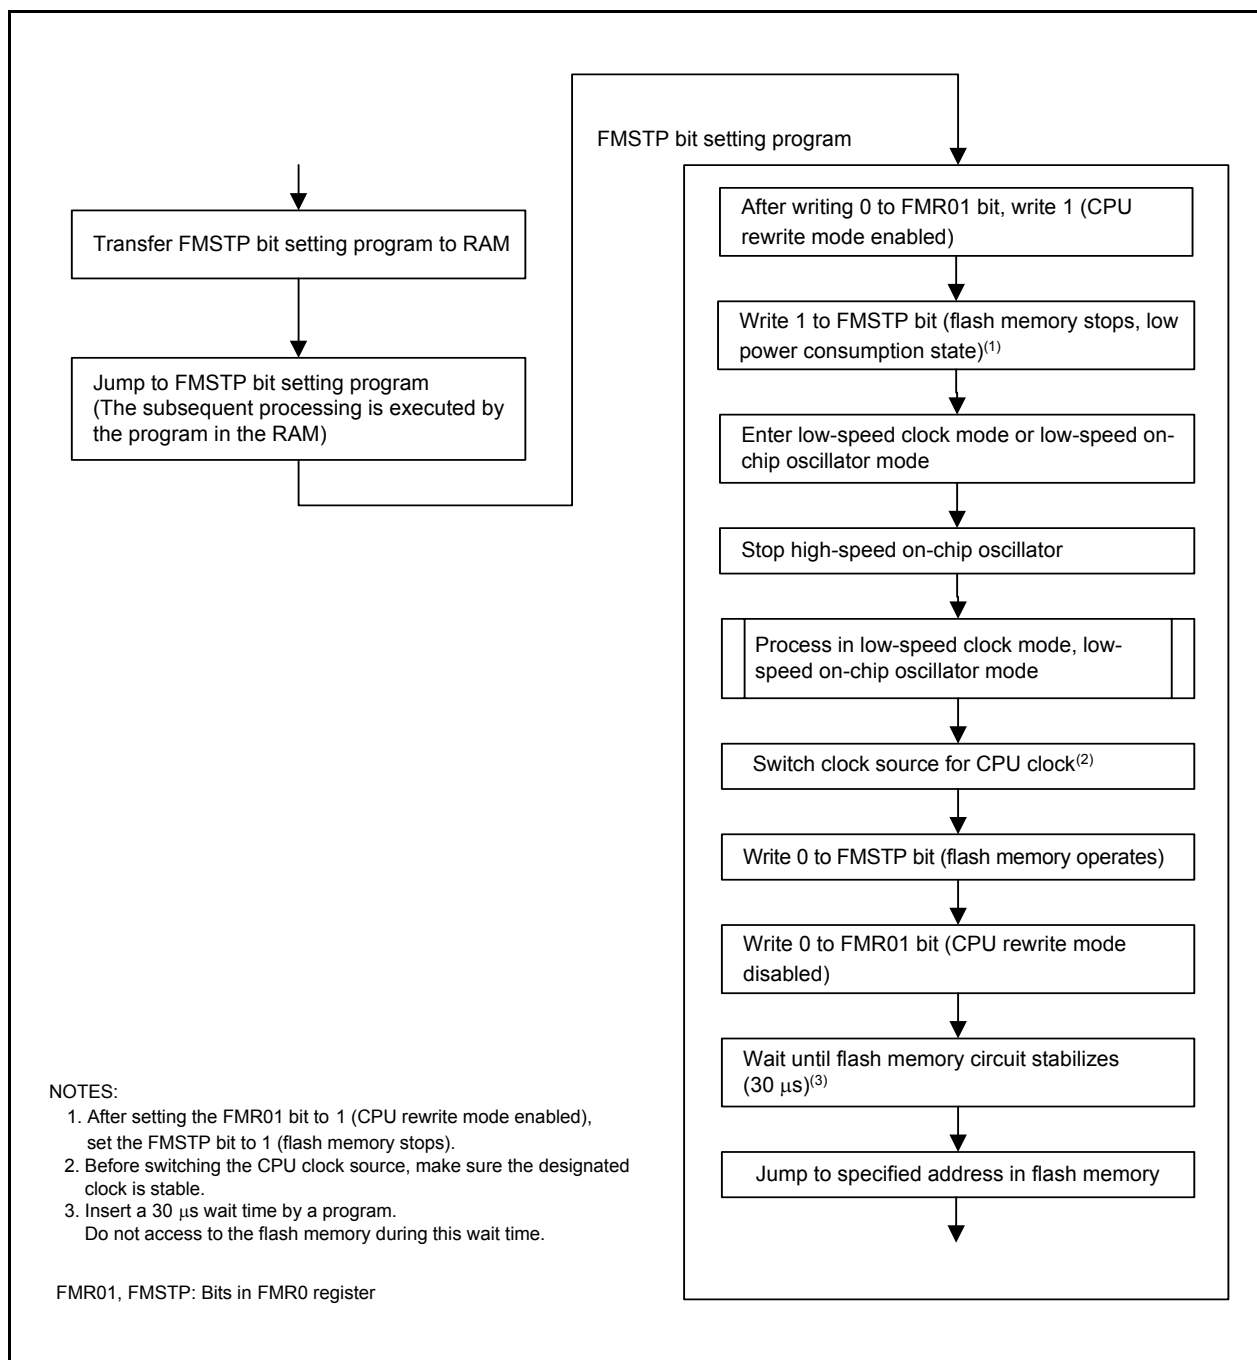 Transfer FMSTP bit setting program to RAM
Jump to FMSTP bit setting program
(The subsequent processing is executed by
the program in the RAM)
FMSTP bit setting program
After writing 0 to FMR01 bit, write 1 (CPU
rewrite mode enabled)
Write 1 to FMSTP bit (flash memory stops, low
power consumption state)(1)
Enter low-speed clock mode or low-speed on-
chip oscillator mode
Stop high-speed on-chip oscillator
Process in low-speed clock mode, low-
speed on-chip oscillator mode
Switch clock source for CPU clock(2)
Write 0 to FMSTP bit (flash memory operates)
Write 0 to FMR01 bit (CPU rewrite mode
disabled)
Wait until flash memory circuit stabilizes
(30 μs)(3)
Jump to specified address in flash memory
NOTES:
1. After setting the FMR01 bit to 1 (CPU rewrite mode enabled),
set the FMSTP bit to 1 (flash memory stops).
2. Before switching the CPU clock source, make sure the designated
clock is stable.
3. Insert a 30 μs wait time by a program.
Do not access to the flash memory during this wait time.
FMR01, FMSTP: Bits in FMR0 register